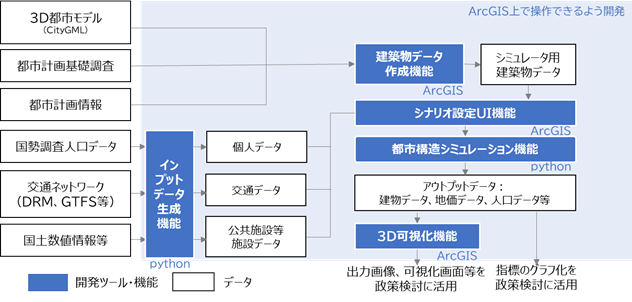 ArcGIS上で操作できるよう開発
3D都市モデル
(CityGML)
都市計画基礎調査
都市計画情報
建築物データ
作成機能
ArcGIS
シミュレータ用
建築物データ
シナリオ設定UI機能
ArcGIS
都市構造シミュレーション機能
python
国勢調査人口データ
交通ネットワーク
(DRM、GTFS等)
国土数値情報等
イン
プット
データ
生成
機能
python
個人データ
交通データ
公共施設等
施設データ
アウトプットデータ：
建物データ、地価データ、人口データ等
3D可視化機能
ArcGIS
出力画像、可視化画面等を
政策検討に活用
指標のグラフ化を
政策検討に活用
開発ツール・機能
データ